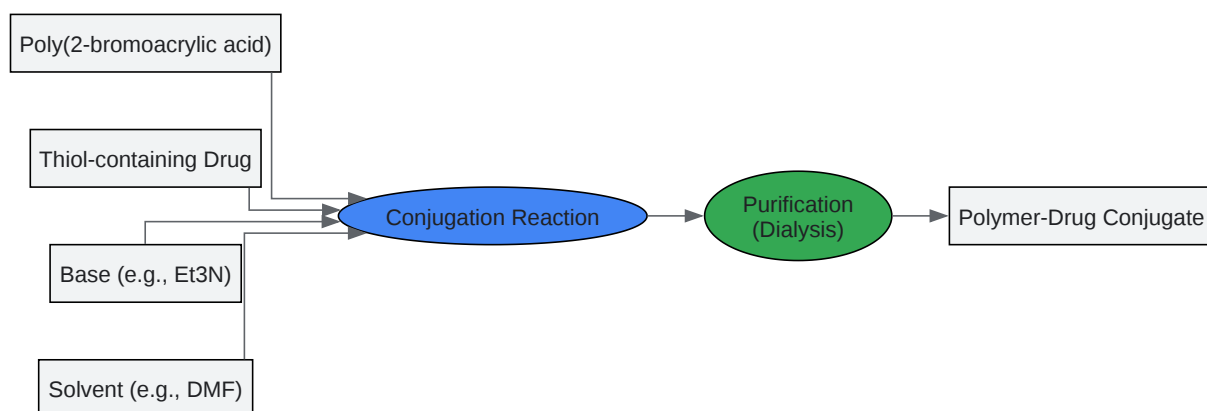 Poly(2-bromoacrylic acid)
Thiol-containing Drug
Base (e.g., Et3N)
Solvent (e.g., DMF)
Conjugation Reaction
Purification
(Dialysis)
Polymer-Drug Conjugate